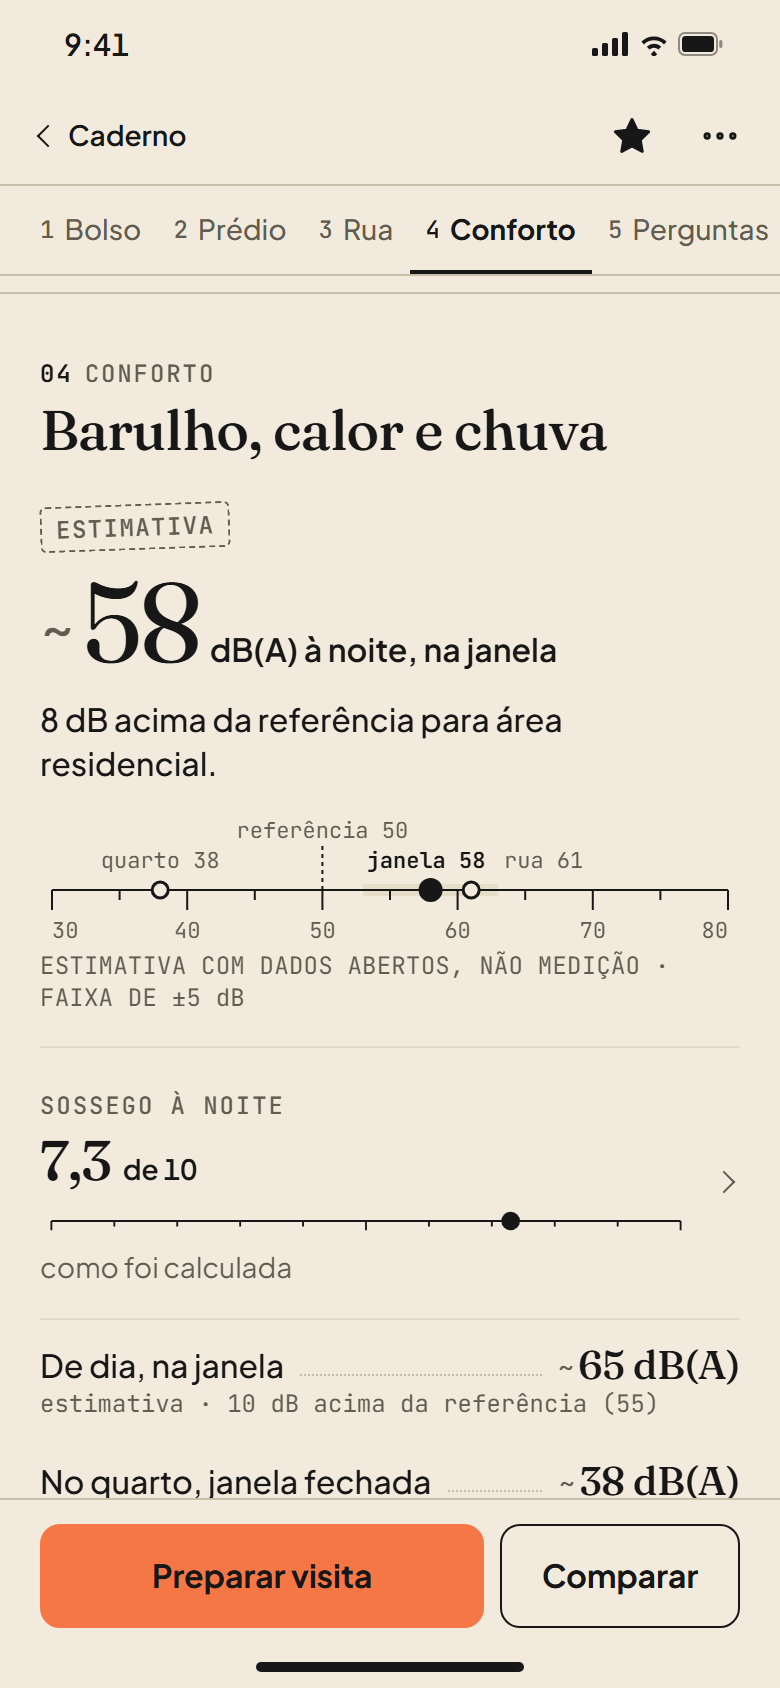 9:41
Caderno
1 Bolso 2 Prédio 3 Rua 4 Conforto 5 Perguntas
04 CONFORTO
Barulho, calor e chuva
ESTIMATIVA
~58 dB(A) à noite, na janela
8 dB acima da referência para área
residencial.
referência 50
quarto 38 janela 58 rua 61
30 40 50 60 70 80
ESTIMATIVA COM DADOS ABERTOS, NÃO MEDIÇÃO ·
FAIXA DE ±5 dB
SOSSEGO À NOITE
7,3 de 10
como foi calculada
De dia, na janela ~65 dB(A)
estimativa · 10 dB acima da referência (55)
No quarto, janela fechada ~38 dB(A)
Preparar visita Comparar